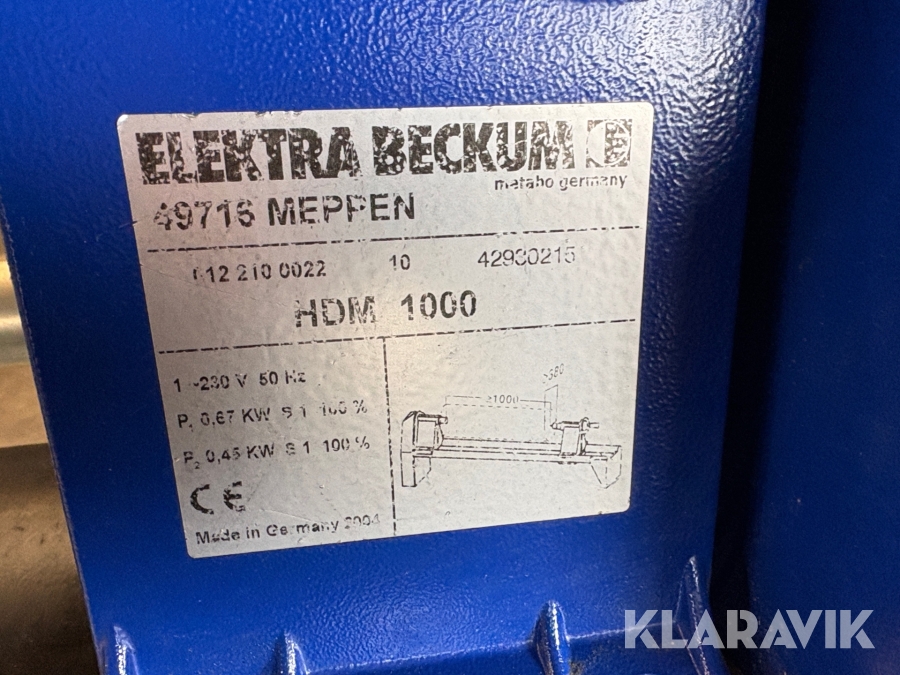 ELEKTRA BECKUM
metabo germany
49716 MEPPEN
012 210 0022 10 42930215
HDM 1000
1 ~230 V 50 Hz
P1 0,67 KW S 1 100 %
P2 0,45 KW S 1 100 %
CE
Made in Germany 2004
≥1000
KLARAVIK